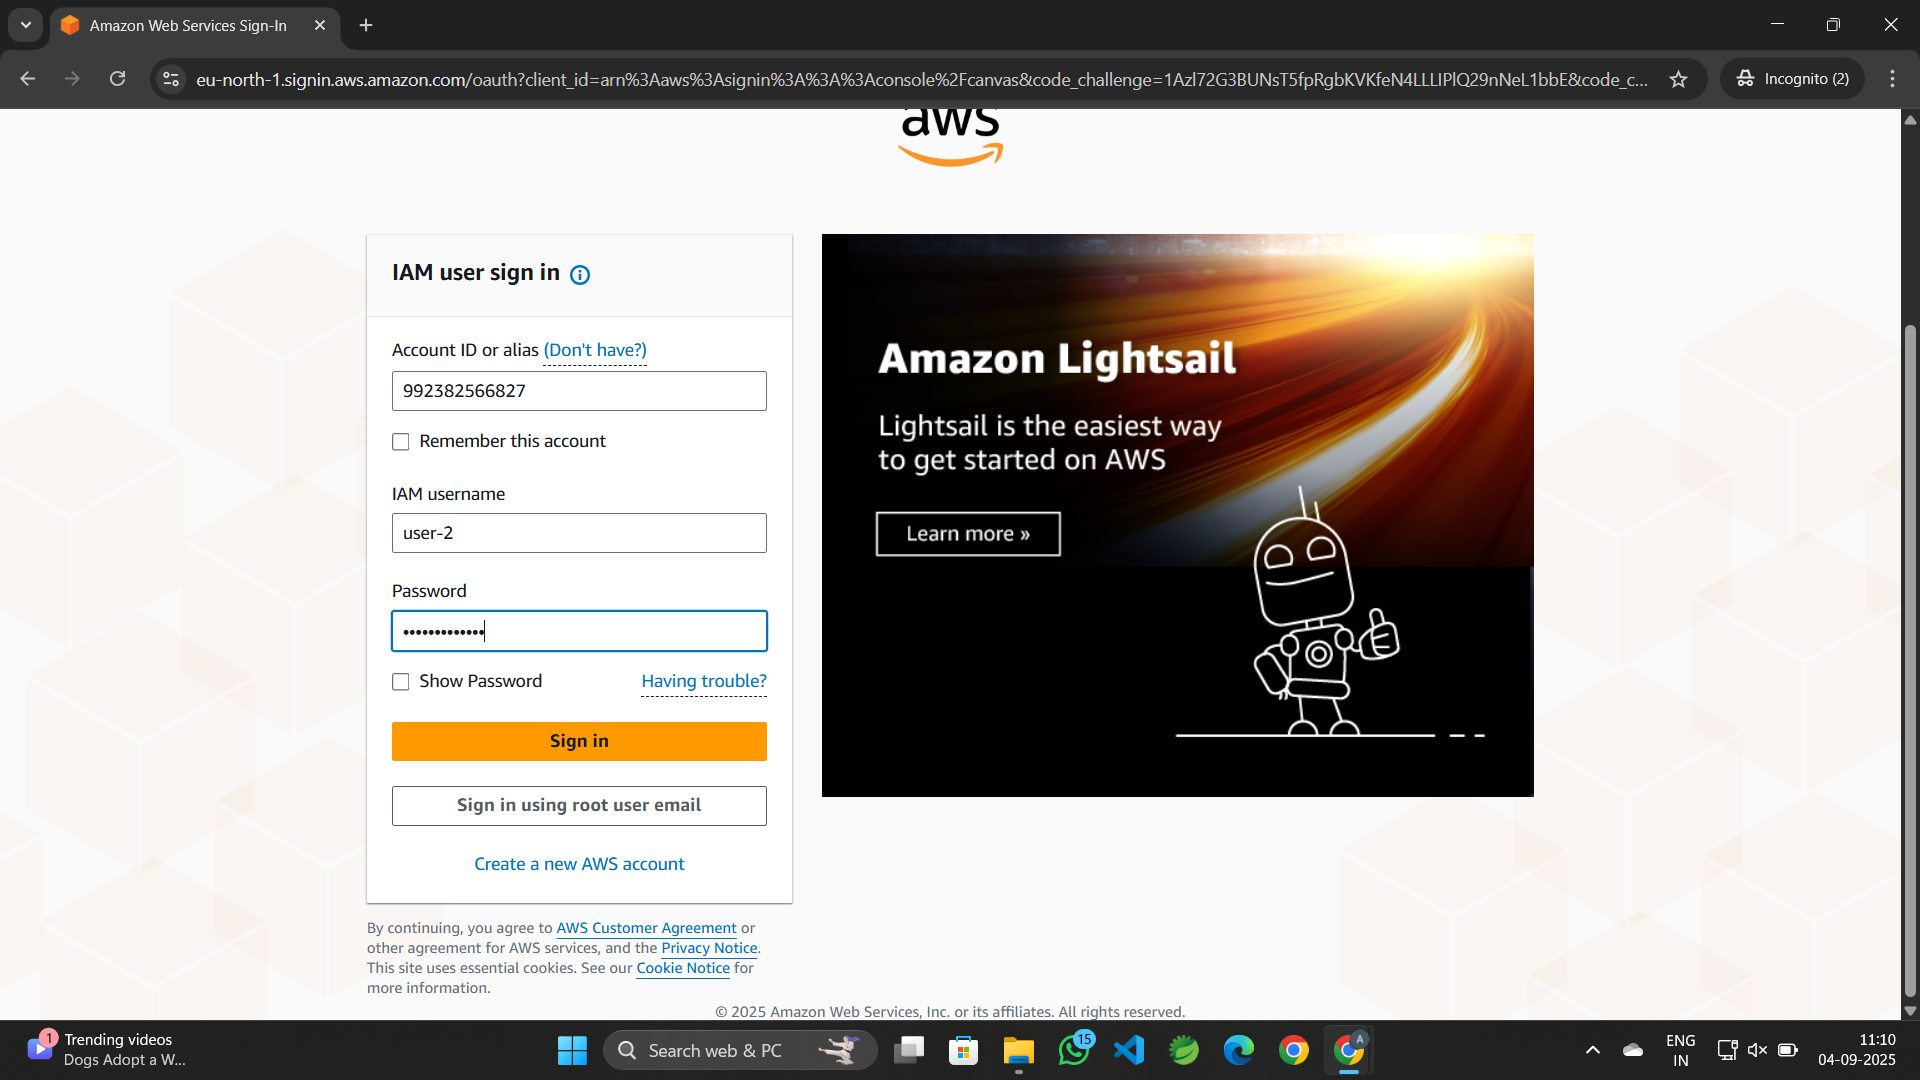 Amazon Web Services Sign-In
eu-north-1.signin.aws.amazon.com/oauth?client_id=arn%3Aaws%3Asignin%3A%3A%3Aconsole%2Fcanvas&code_challenge=1Azl72G3BUNsT5fpRgbKVKfeN4LLLIPlQ29nNeL1bbE&code_c...
Incognito (2)
aws
IAM user sign in
Account ID or alias (Don't have?)
992382566827
Remember this account
IAM username
user-2
Password
•••••••••••••
Show Password
Having trouble?
Sign in
Sign in using root user email
Create a new AWS account
By continuing, you agree to AWS Customer Agreement or
other agreement for AWS services, and the Privacy Notice.
This site uses essential cookies. See our Cookie Notice for
more information.
Amazon Lightsail
Lightsail is the easiest way
to get started on AWS
Learn more »
© 2025 Amazon Web Services, Inc. or its affiliates. All rights reserved.
1
Trending videos
Dogs Adopt a W...
Search web & PC
15
A
ENG
IN
11:10
04-09-2025